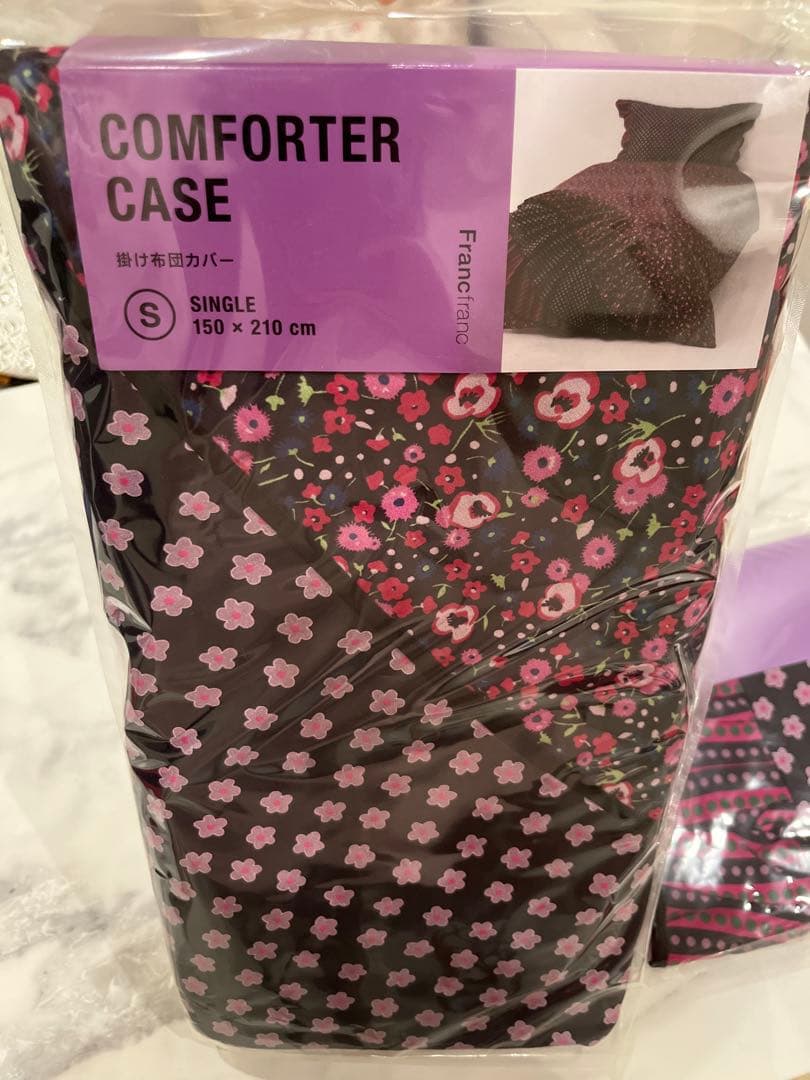 COMFORTER
CASE
掛け布団カバー
S
SINGLE
150 × 210 cm
Francfranc